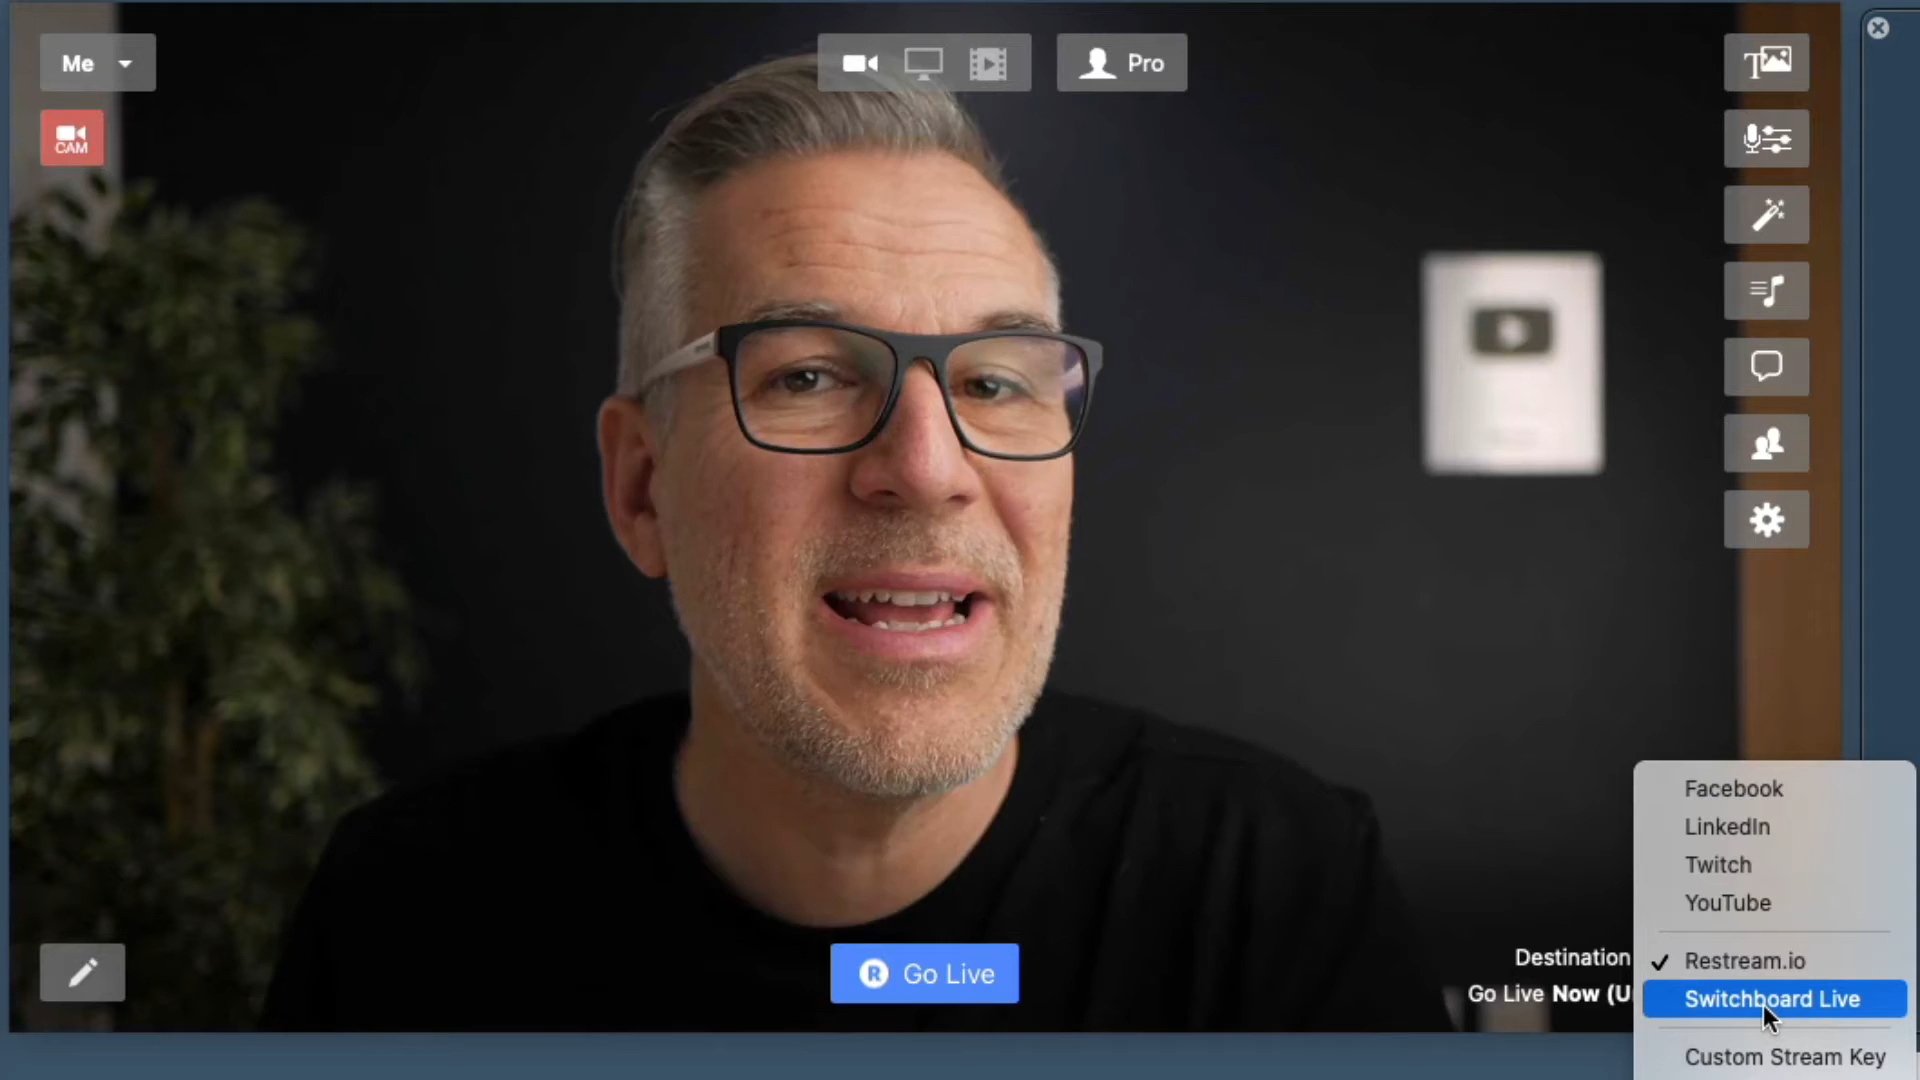 Me
Pro
CAM
Facebook
LinkedIn
Twitch
YouTube
Restream.io
Switchboard Live
Custom Stream Key
Destination
Go Live Now (U
R Go Live